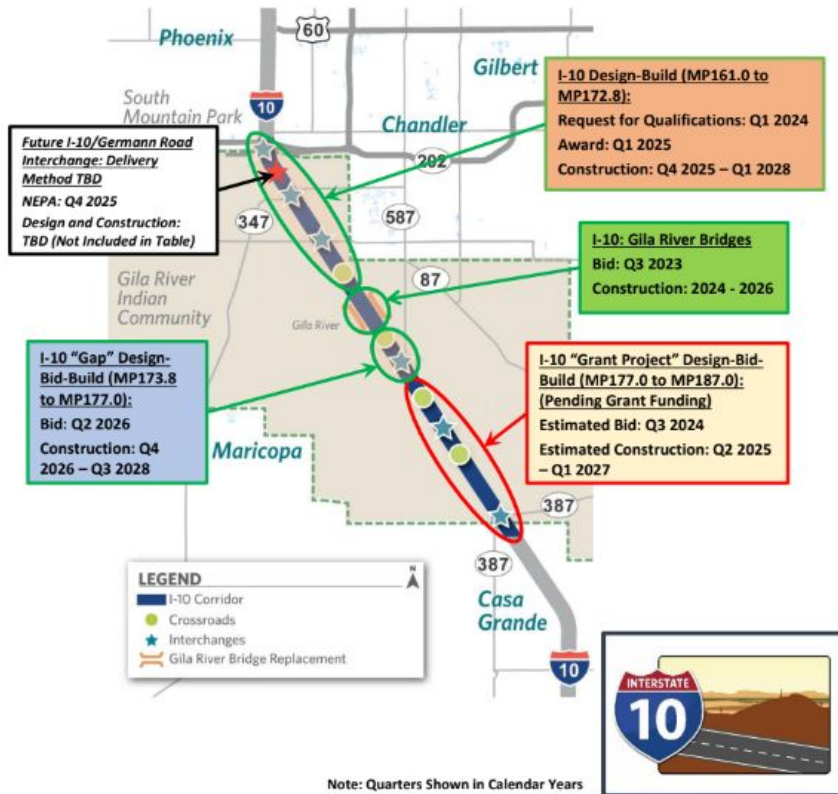 Phoenix
60
Gilbert
South
Mountain Park
10
Chandler
202
347
587
87
Gila River
Indian
Community
Gila River
Maricopa
387
387
Casa
Grande
10
I-10 Design-Build (MP161.0 to
MP172.8):
Request for Qualifications: Q1 2024
Award: Q1 2025
Construction: Q4 2025 – Q1 2028
Future I-10/Germann Road
Interchange: Delivery
Method TBD
NEPA: Q4 2025
Design and Construction:
TBD (Not Included in Table)
I-10: Gila River Bridges
Bid: Q3 2023
Construction: 2024 - 2026
I-10 “Gap” Design-
Bid-Build (MP173.8
to MP177.0):
Bid: Q2 2026
Construction: Q4
2026 – Q3 2028
I-10 “Grant Project” Design-Bid-
Build (MP177.0 to MP187.0):
(Pending Grant Funding)
Estimated Bid: Q3 2024
Estimated Construction: Q2 2025
– Q1 2027
LEGEND
N
I-10 Corridor
Crossroads
Interchanges
Gila River Bridge Replacement
INTERSTATE
10
Note: Quarters Shown in Calendar Years